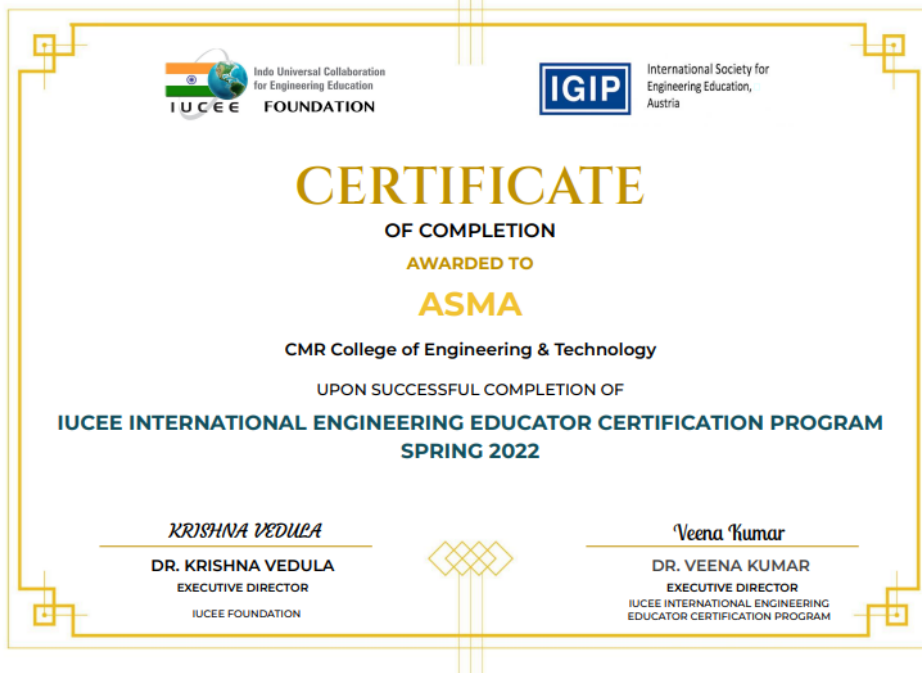 Indo Universal Collaboration
for Engineering Education
IUCEE FOUNDATION
IGIP
International Society for
Engineering Education,
Austria
CERTIFICATE
OF COMPLETION
AWARDED TO
ASMA
CMR College of Engineering & Technology
UPON SUCCESSFUL COMPLETION OF
IUCEE INTERNATIONAL ENGINEERING EDUCATOR CERTIFICATION PROGRAM
SPRING 2022
KRISHNA VEDULA
DR. KRISHNA VEDULA
EXECUTIVE DIRECTOR
IUCEE FOUNDATION
Veena Kumar
DR. VEENA KUMAR
EXECUTIVE DIRECTOR
IUCEE INTERNATIONAL ENGINEERING
EDUCATOR CERTIFICATION PROGRAM